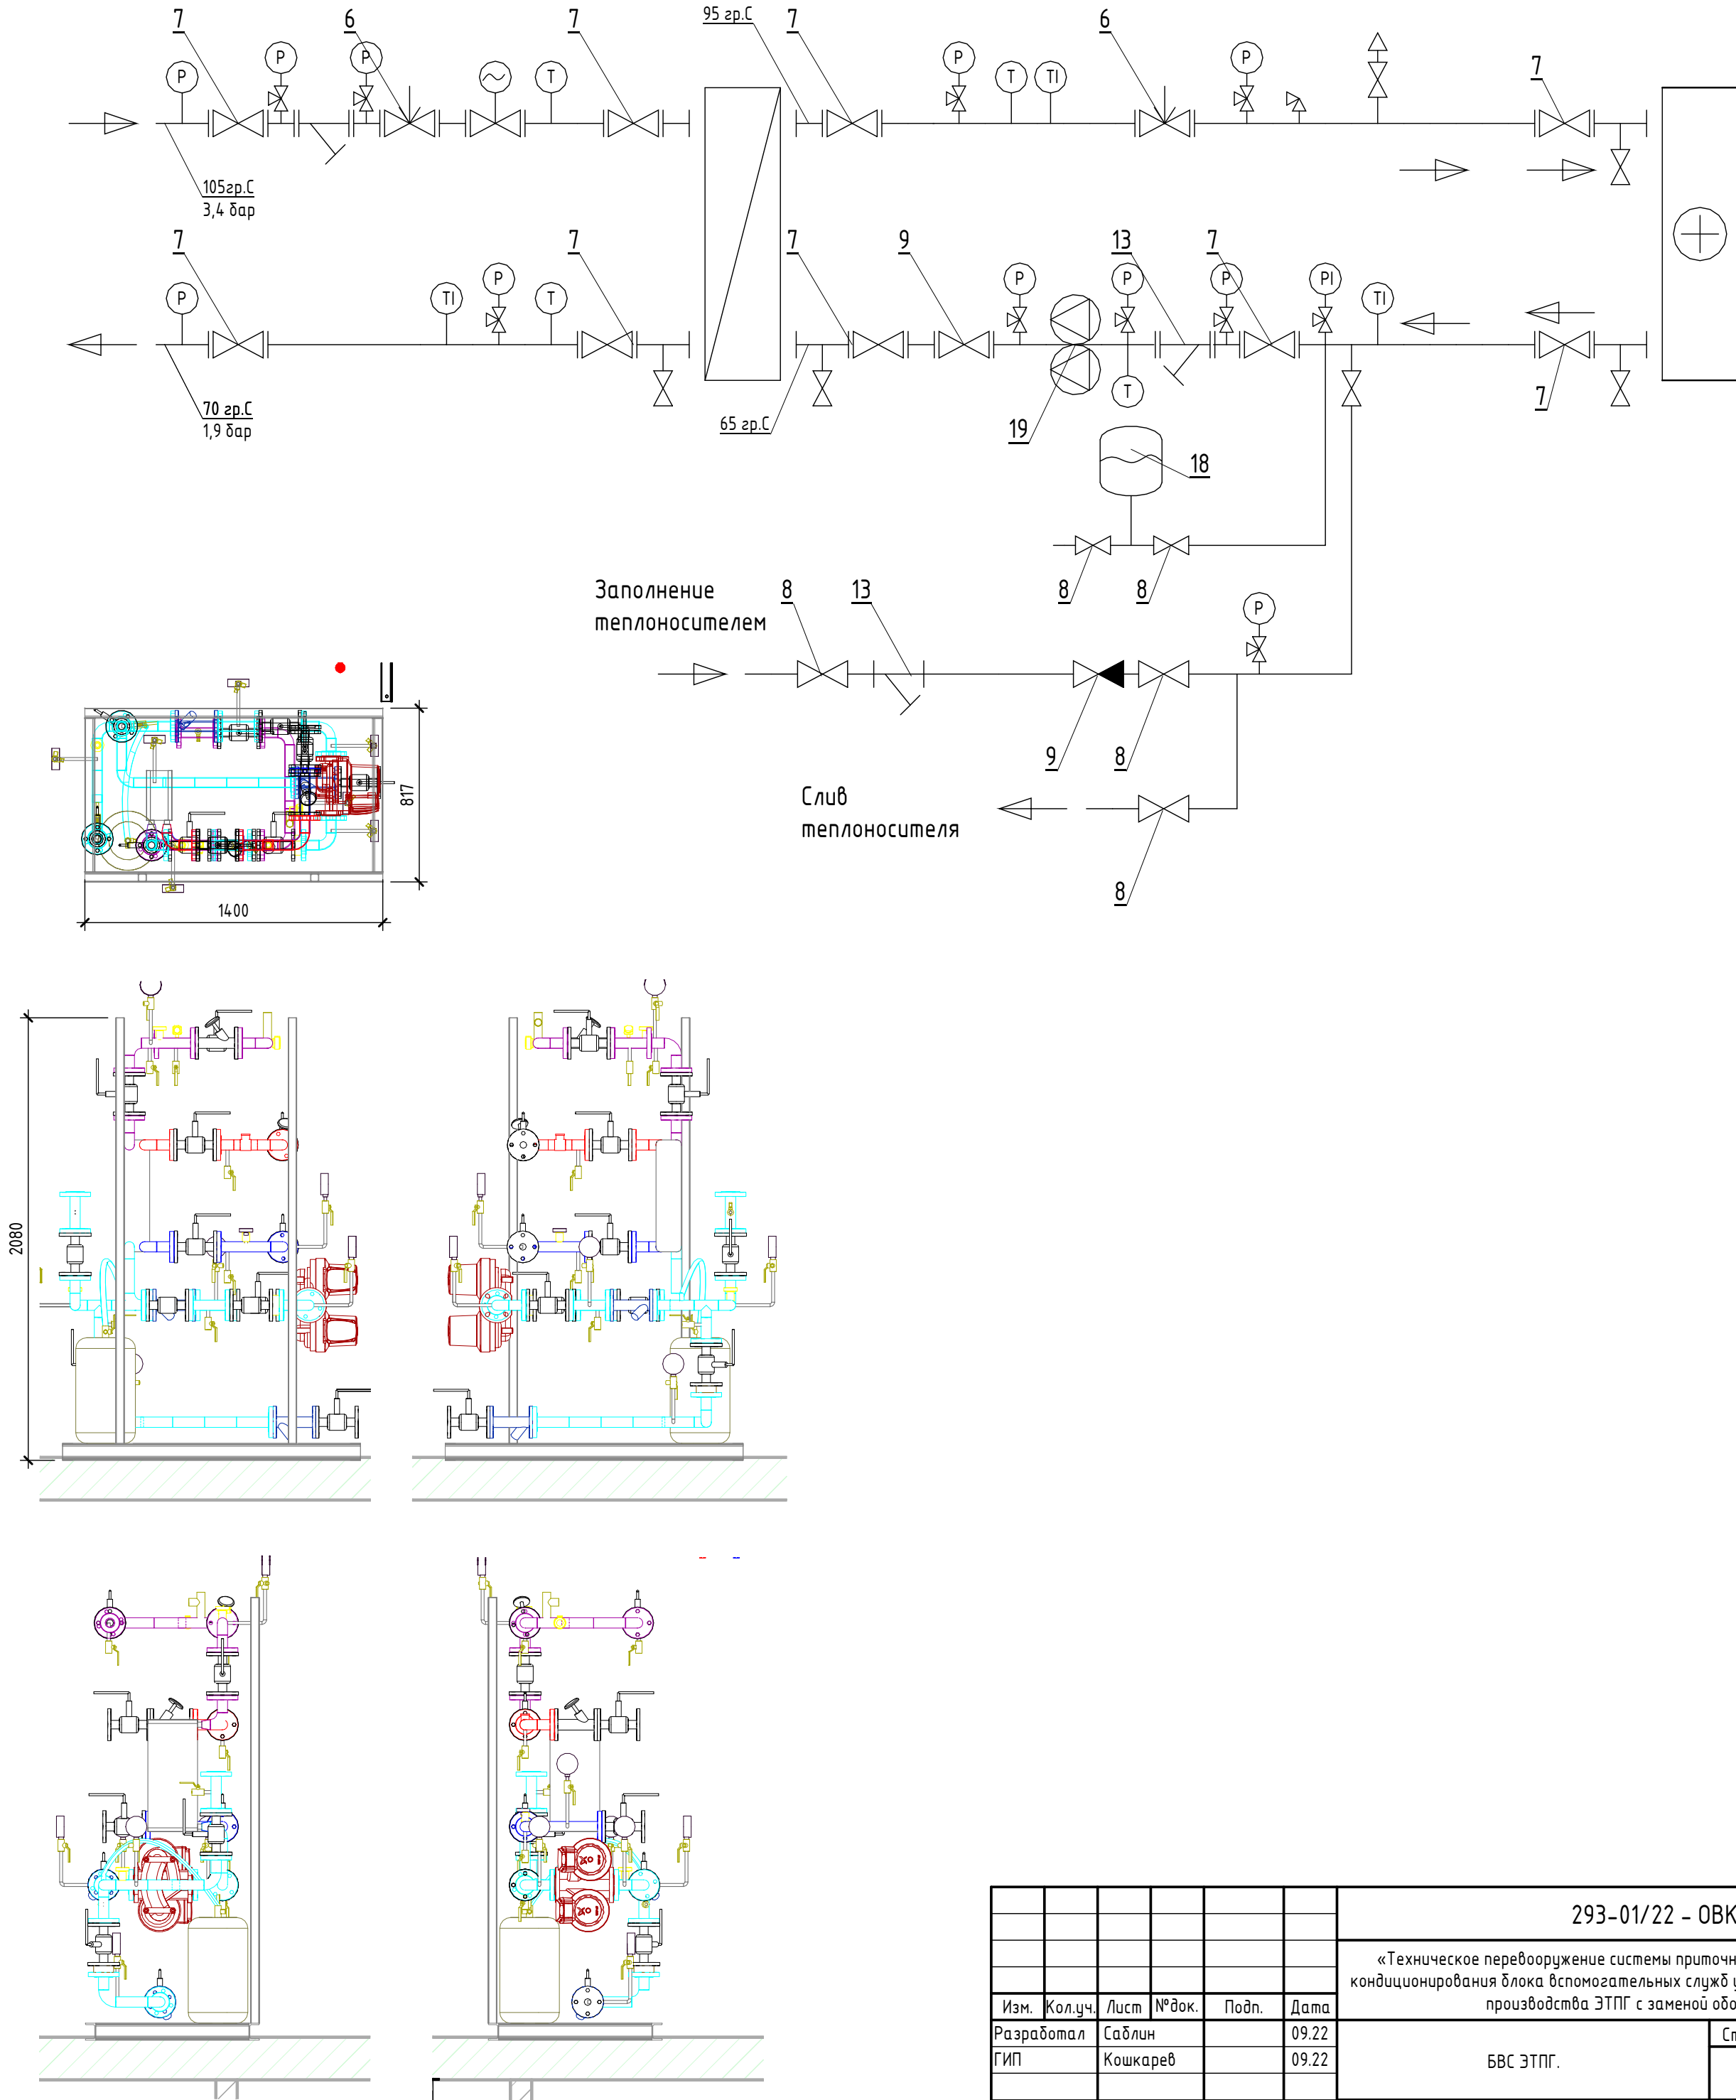 7 6 7 95 гр.С 7 6 7
P P P T P T TI P
105гр.С
3,4 бар
7 7 7 9 13 7
P TI P T P P P PI TI
T
70 гр.С
1,9 бар
65 гр.С
19
7
18
8 8
Заполнение
теплоносителем
8 13
P
9 8
Слив
теплоносителя
8
817
1400
2080
293-01/22 - ОВК
«Техническое перевооружение системы приточн
кондиционирования блока вспомогательных служб у
производства ЭТПГ с заменой обо
Изм. Кол.уч. Лист №док. Подп. Дата
Разработал Саблин 09.22
ГИП Кошкарев 09.22
БВС ЭТПГ.
Ст